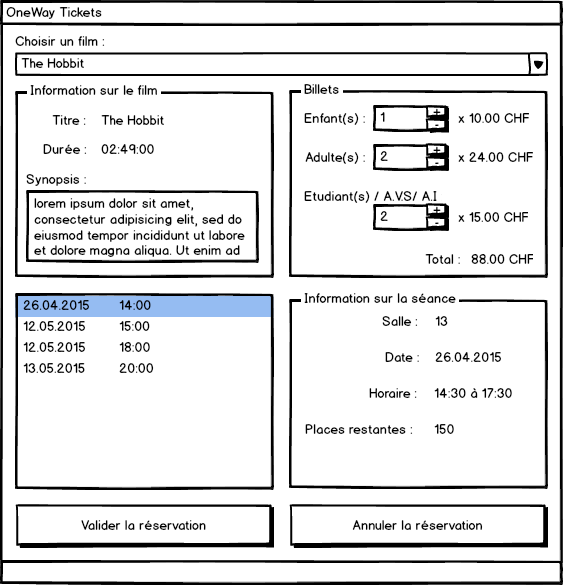 OneWay Tickets
Choisir un film :
The Hobbit
Information sur le film
Titre : The Hobbit
Durée : 02:49:00
Synopsis :
lorem ipsum dolor sit amet,
consectetur adipisicing elit, sed do
eiusmod tempor incididunt ut labore
et dolore magna aliqua. Ut enim ad
Billets
Enfant(s) : 1 + - x 10.00 CHF
Adulte(s) : 2 + - x 24.00 CHF
Etudiant(s) / A.V.S/ A.I
2 + - x 15.00 CHF
Total : 88.00 CHF
26.04.2015 14:00
12.05.2015 15:00
12.05.2015 18:00
13.05.2015 20:00
Information sur la séance
Salle : 13
Date : 26.04.2015
Horaire : 14:30 à 17:30
Places restantes : 150
Valider la réservation
Annuler la réservation